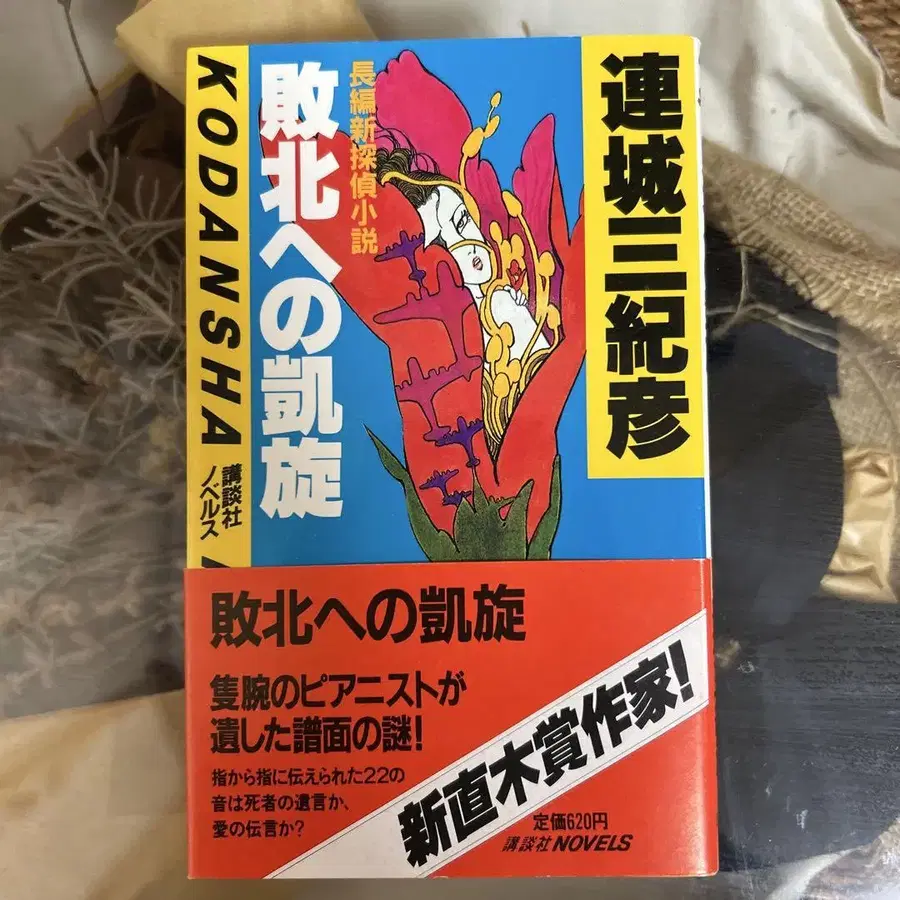 連城三紀彦
長編新探偵小説
敗北への凱旋
KODANSHA
講談社
ノベルス
敗北への凱旋
隻腕のピアニストが
遺した譜面の謎!
指から指に伝えられた22の
音は死者の遺言か、
愛の伝言か?
新直木賞作家!
定価620円
講談社NOVELS